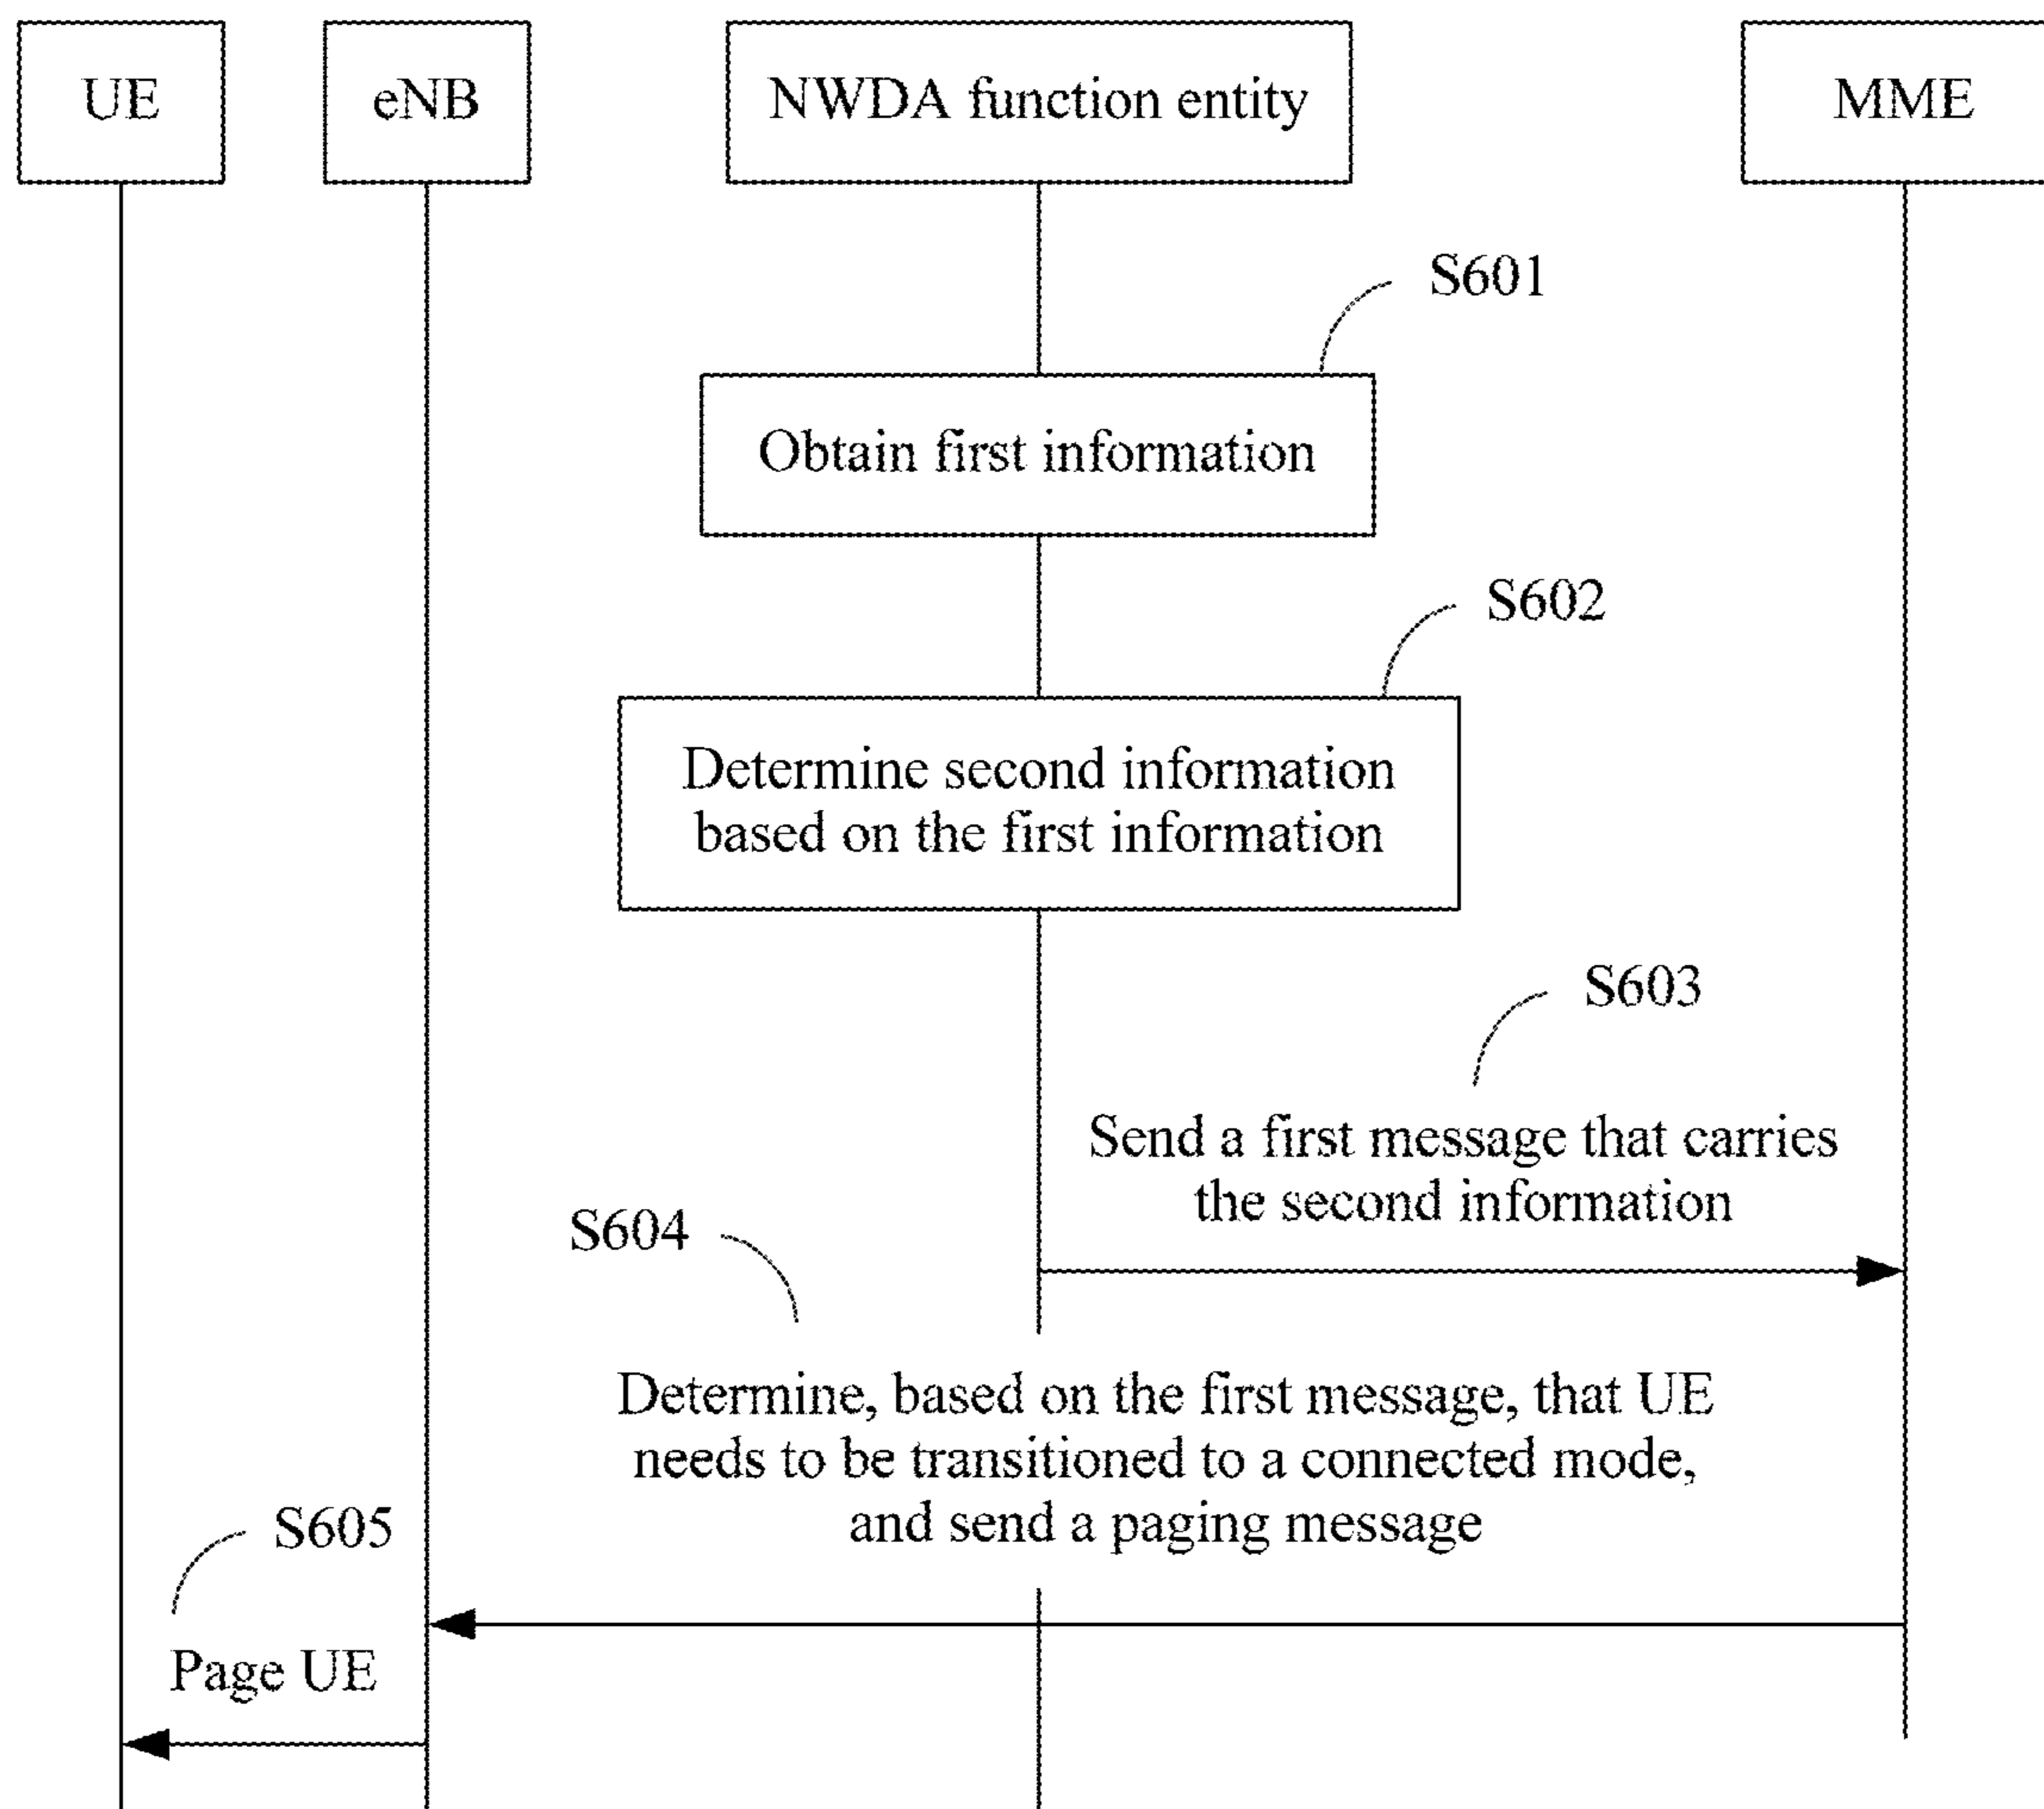 UE
eNB
NWDA function entity
MME
S601
Obtain first information
S602
Determine second information
based on the first information
S603
Send a first message that carries
the second information
S604
Determine, based on the first message, that UE
needs to be transitioned to a connected mode,
and send a paging message
S605
Page UE